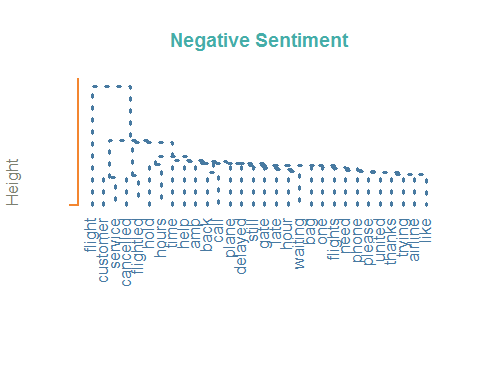 Negative Sentiment
Height
flight
customer
service
cancelled
flightled
hold
hours
time
help
amp
back
call
plane
delayed
still
gate
late
hour
waiting
bag
one
flights
need
phone
please
united
thanks
trying
airline
like